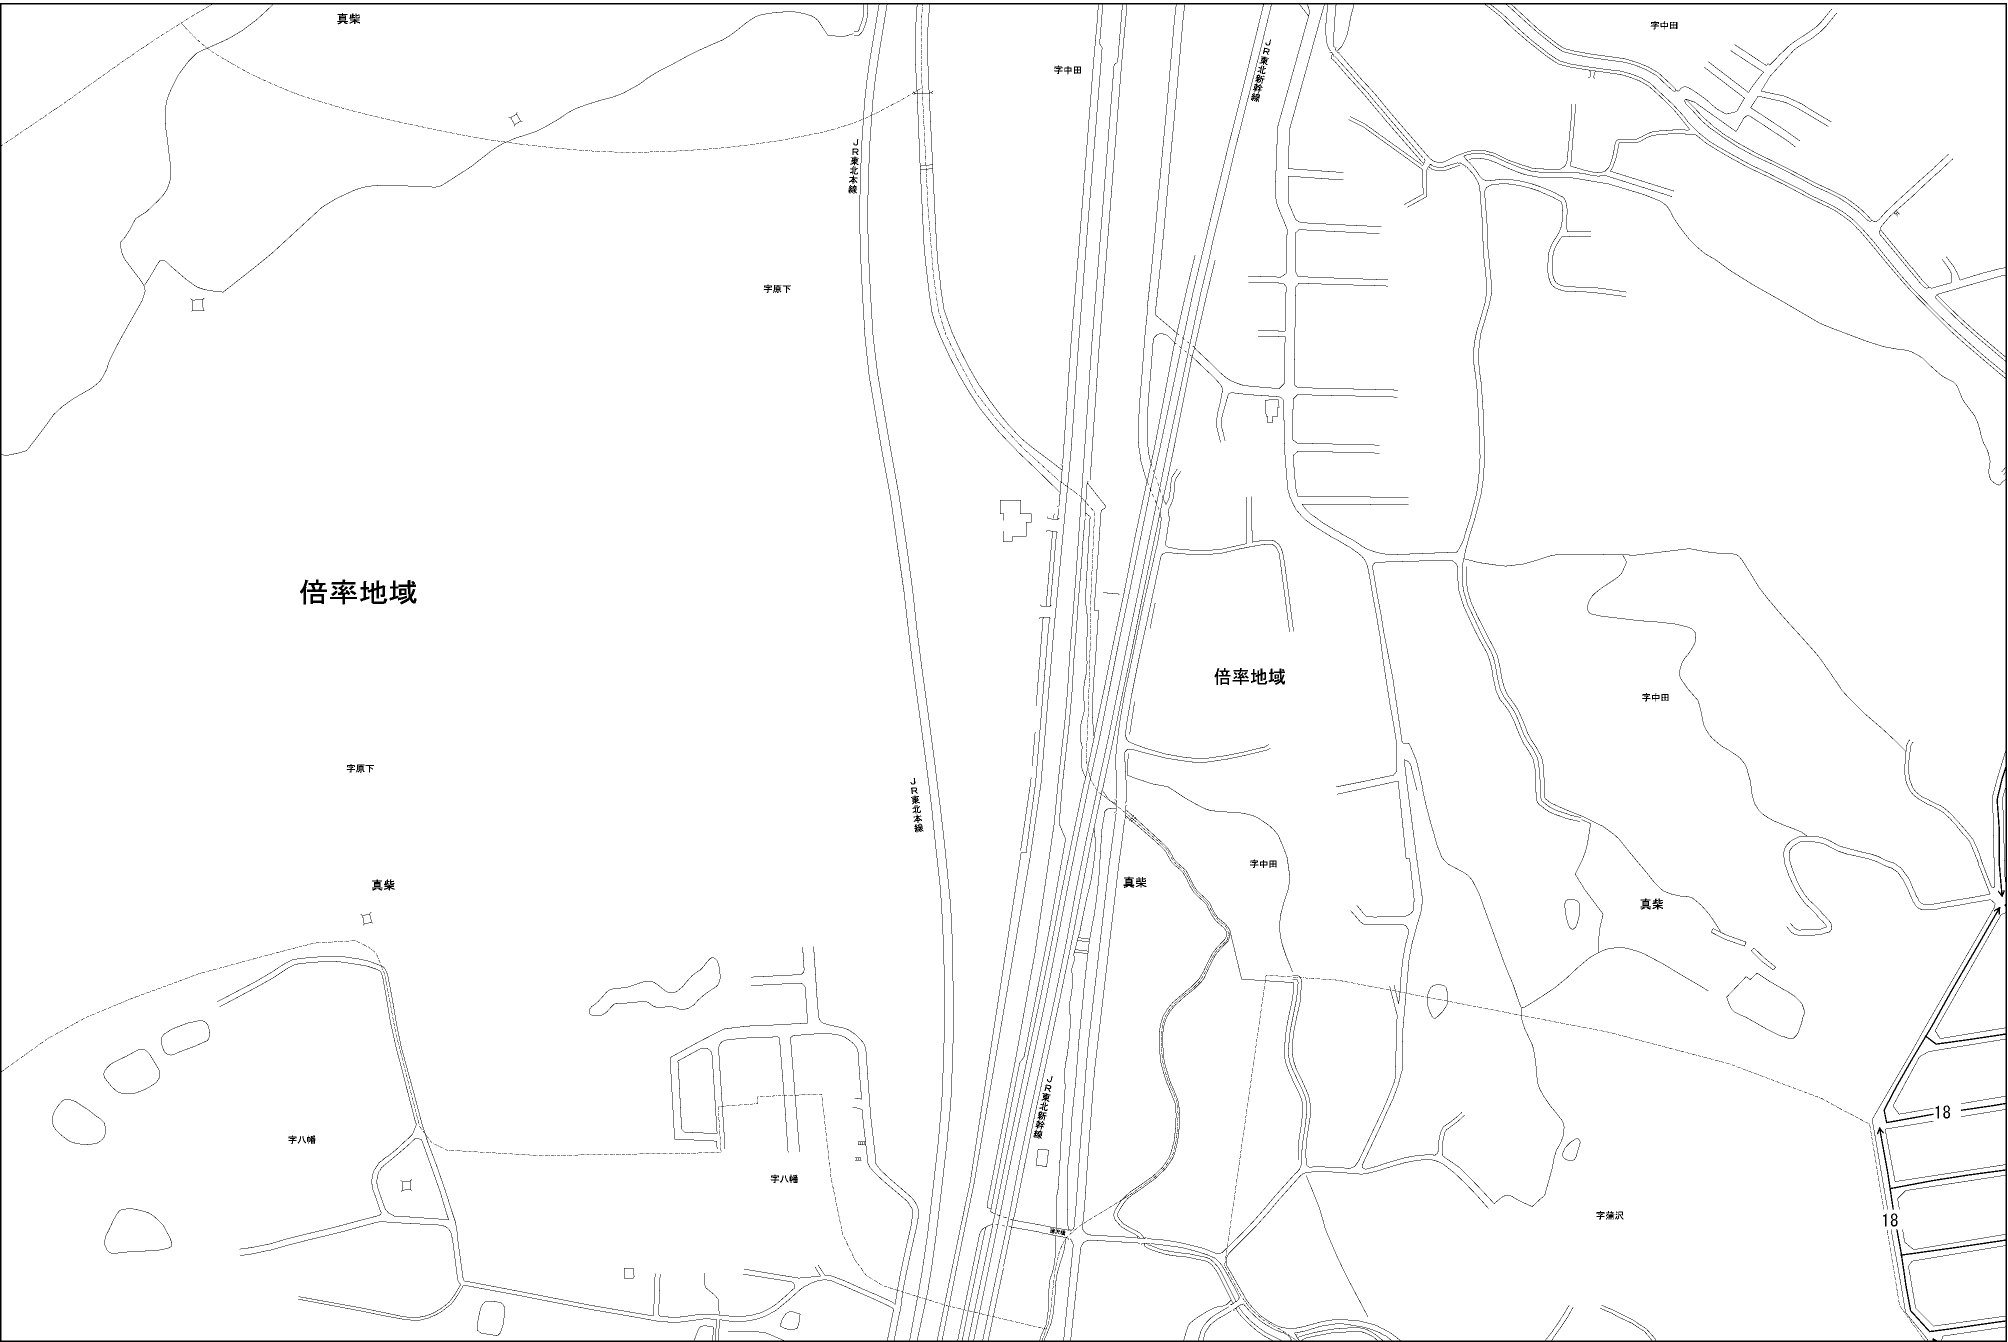 真柴
字中田
字中田
JR東北新幹線
JR東北本線
字原下
倍率地域
倍率地域
字中田
字原下
JR東北本線
字中田
真柴
真柴
真柴
JR東北新幹線
18
字八幡
字八幡
字蒲沢
18